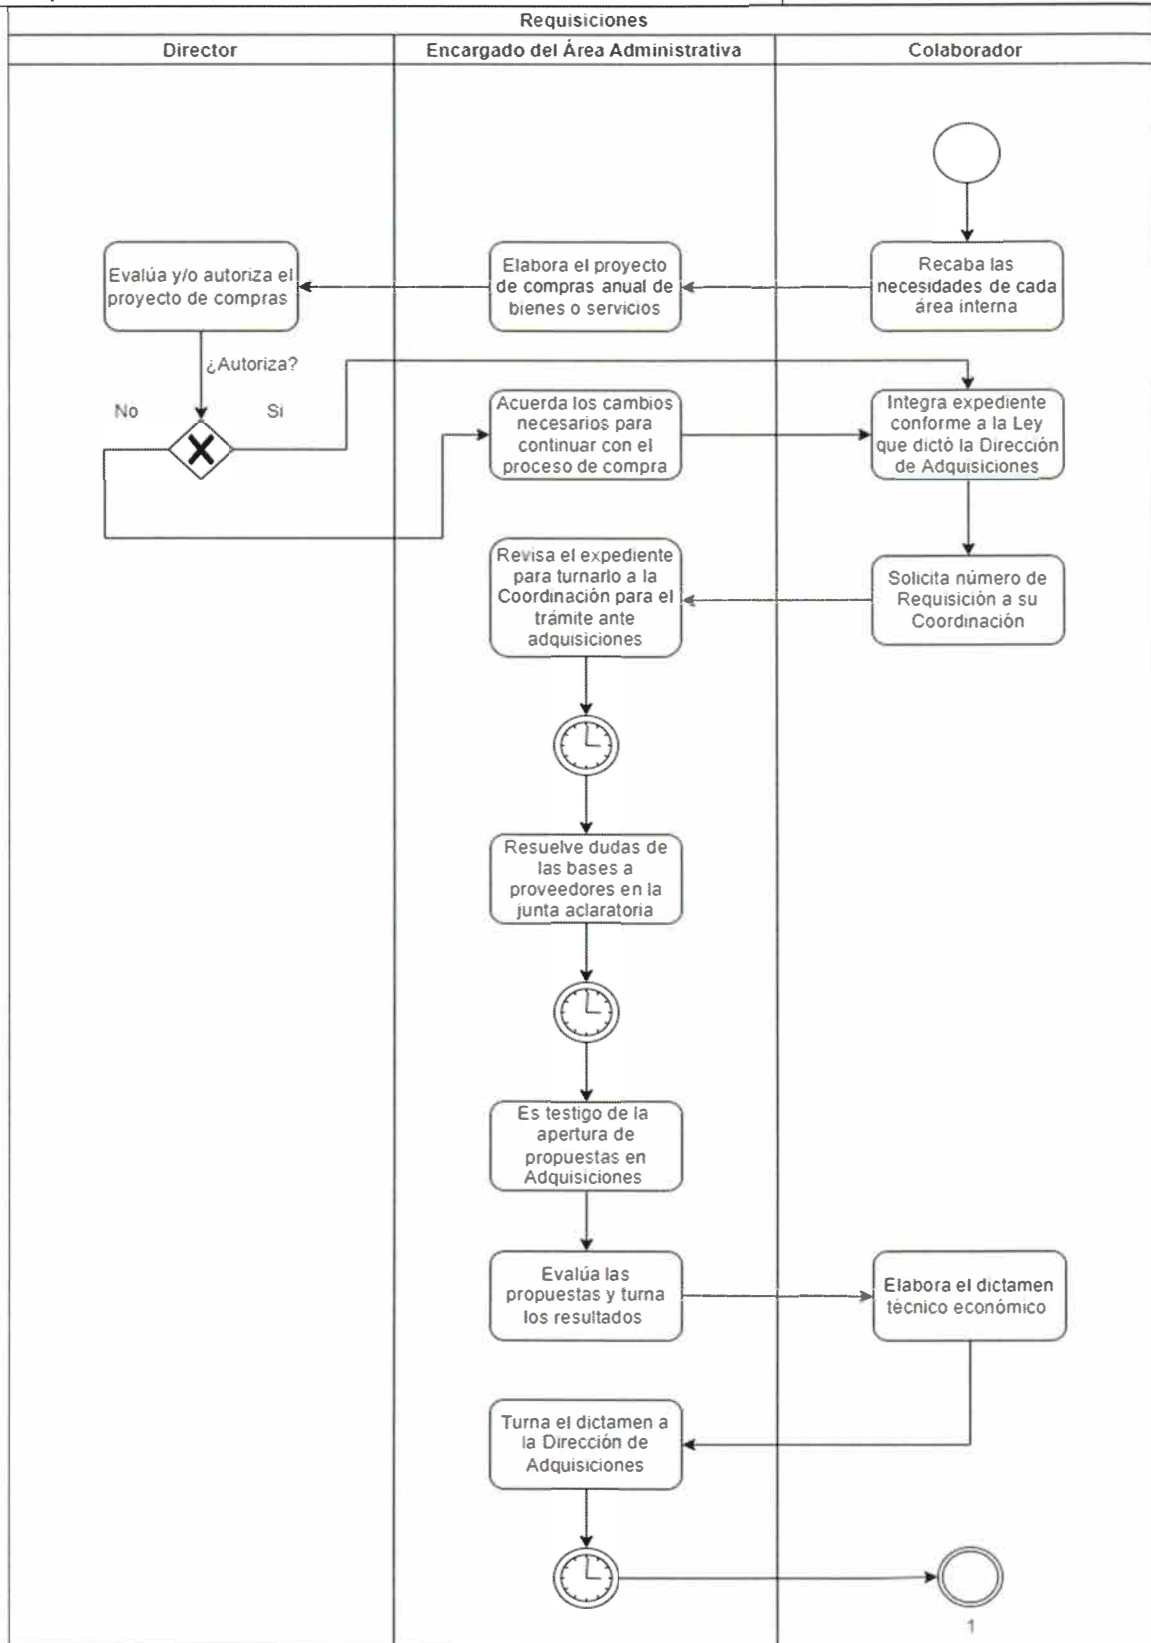 Requisiciones
Director
Encargado del Área Administrativa
Colaborador
Recaba las
necesidades de cada
área interna
Elabora el proyecto
de compras anual de
bienes o servicios
Evalúa y/o autoriza el
proyecto de compras
¿Autoriza?
No
Si
Acuerda los cambios
necesarios para
continuar con el
proceso de compra
Integra expediente
conforme a la Ley
que dictó la Dirección
de Adquisiciones
Solicita número de
Requisición a su
Coordinación
Revisa el expediente
para turnarlo a la
Coordinación para el
trámite ante
adquisiciones
Resuelve dudas de
las bases a
proveedores en la
junta aclaratoria
Es testigo de la
apertura de
propuestas en
Adquisiciones
Evalúa las
propuestas y turna
los resultados
Elabora el dictamen
técnico económico
Turna el dictamen a
la Dirección de
Adquisiciones
1